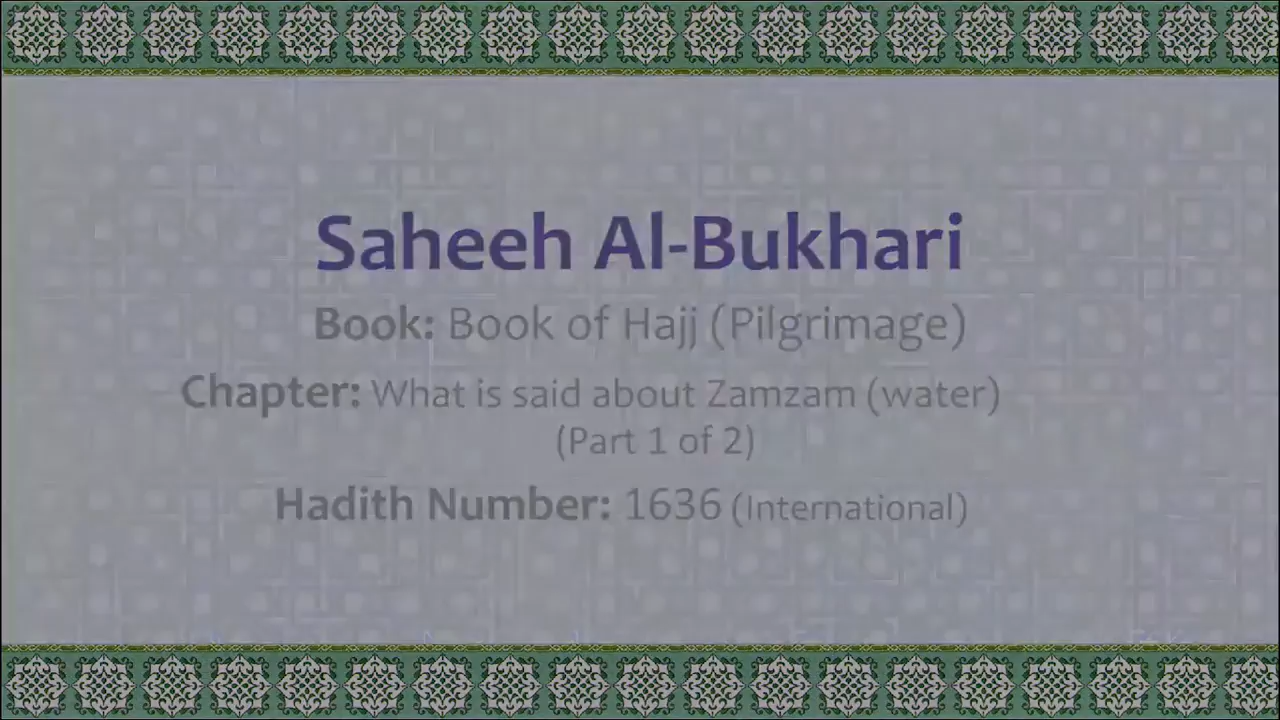 Saheeh Al-Bukhari
Book: Book of Hajj (Pilgrimage)
Chapter: What is said about Zamzam (water)
(Part 1 of 2)
Hadith Number: 1636 (International)